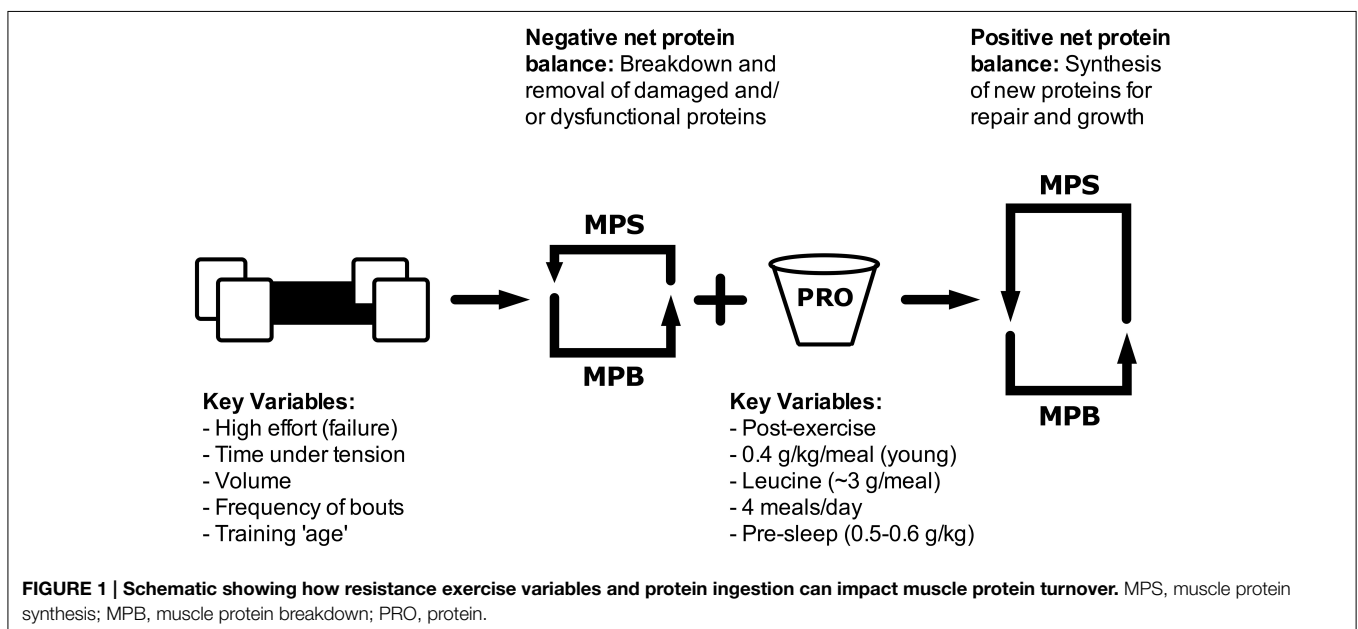 Negative net protein
balance: Breakdown and
removal of damaged and/
or dysfunctional proteins
Positive net protein
balance: Synthesis
of new proteins for
repair and growth
MPS
MPB
PRO
MPS
MPB
Key Variables:
- High effort (failure)
- Time under tension
- Volume
- Frequency of bouts
- Training 'age'
Key Variables:
- Post-exercise
- 0.4 g/kg/meal (young)
- Leucine (~3 g/meal)
- 4 meals/day
- Pre-sleep (0.5-0.6 g/kg)
FIGURE 1 | Schematic showing how resistance exercise variables and protein ingestion can impact muscle protein turnover. MPS, muscle protein
synthesis; MPB, muscle protein breakdown; PRO, protein.